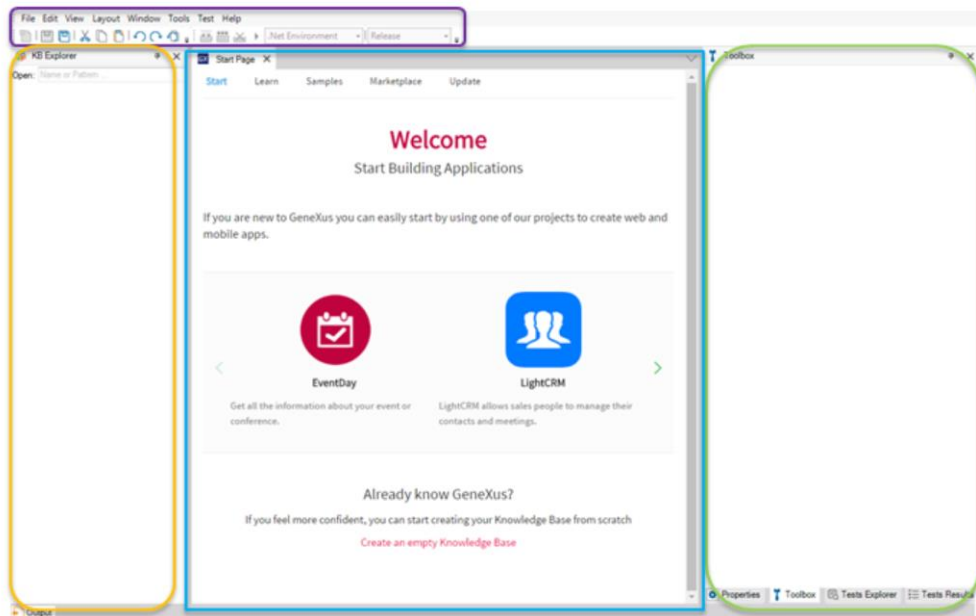 File Edit View Layout Window Tools Test Help
.Net Environment Release
KB Explorer
Open: Name or Pattern ...
Start Page
Start Learn Samples Marketplace Update
Welcome
Start Building Applications
If you are new to GeneXus you can easily start by using one of our projects to create web and
mobile apps.
EventDay
Get all the information about your event or
conference.
LightCRM
LightCRM allows sales people to manage their
contacts and meetings.
Already know GeneXus?
If you feel more confident, you can start creating your Knowledge Base from scratch
Create an empty Knowledge Base
Toolbox
Properties Toolbox Tests Explorer Tests Results
Output